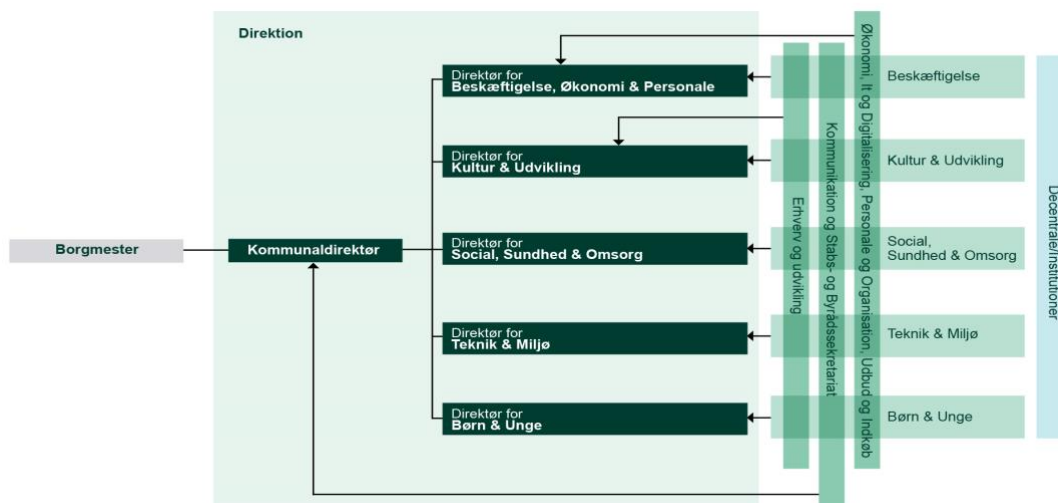 Direktion
Borgmester
Kommunaldirektør
Direktør for
Beskæftigelse, Økonomi & Personale
Direktør for
Kultur & Udvikling
Direktør for
Social, Sundhed & Omsorg
Direktør for
Teknik & Miljø
Direktør for
Børn & Unge
Erhverv og udvikling
Kommunikation og Stabs- og Byrådssekretariat
Økonomi, It og Digitalisering, Personale og Organisation, Udbud og Indkøb
Beskæftigelse
Kultur & Udvikling
Social,
Sundhed & Omsorg
Teknik & Miljø
Børn & Unge
Decentrale/Institutioner